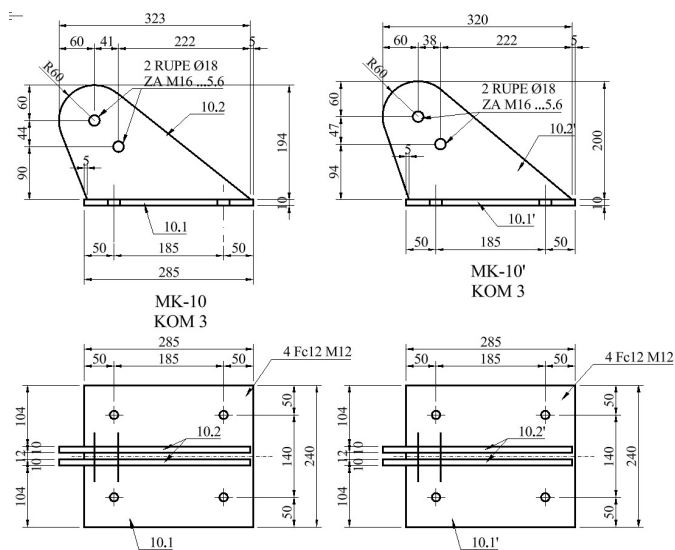 323
60 41 222 5
R60
2 RUPE Ø18
ZA M16 ...5.6
10.2
60
44
90
5
194
10
10.1
50 185 50
285
MK-10
KOM 3
320
60 38 222 5
R60
2 RUPE Ø18
ZA M16 ...5.6
10.2'
60
47
94
5
200
10
10.1'
50 185 50
MK-10'
KOM 3
285
50 185 50
4 Fc12 M12
104
10
12
10
104
10.2
50
140
50
240
10.1
285
50 185 50
4 Fc12 M12
104
10
12
10
104
10.2'
50
140
50
240
10.1'